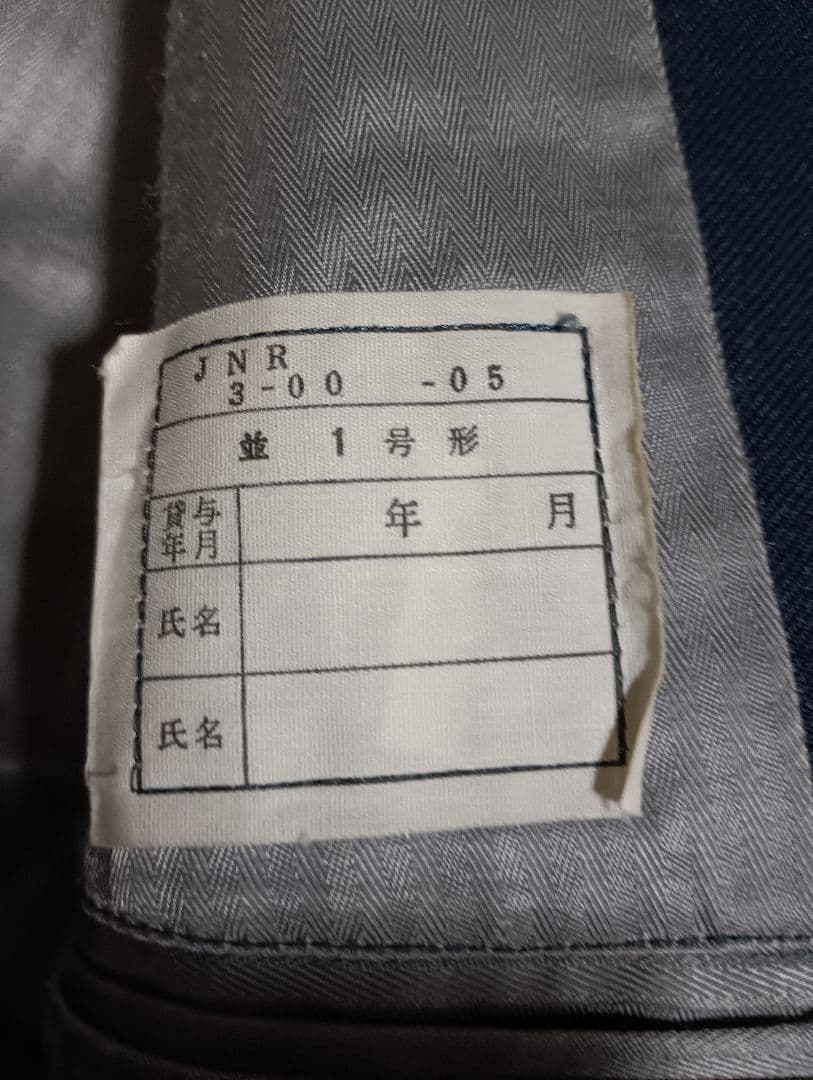 JNR
3-00 -05
並 1 号 形
貸与年月 年 月
氏名
氏名